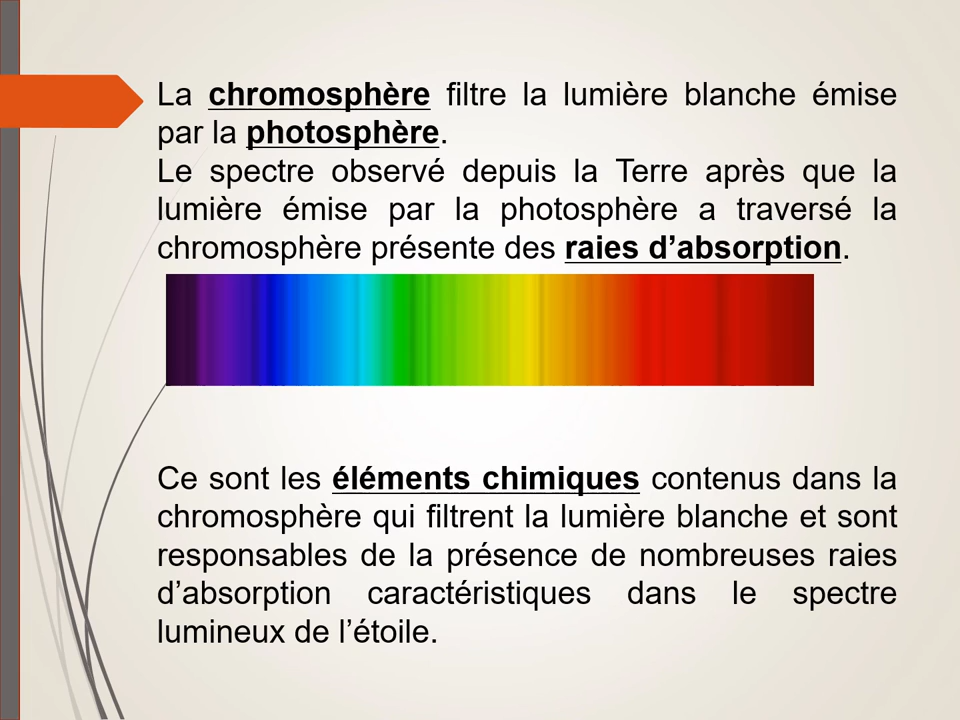 La chromosphère filtre la lumière blanche émise
par la photosphère.
Le spectre observé depuis la Terre après que la
lumière émise par la photosphère a traversé la
chromosphère présente des raies d’absorption.
Ce sont les éléments chimiques contenus dans la
chromosphère qui filtrent la lumière blanche et sont
responsables de la présence de nombreuses raies
d’absorption caractéristiques dans le spectre
lumineux de l’étoile.